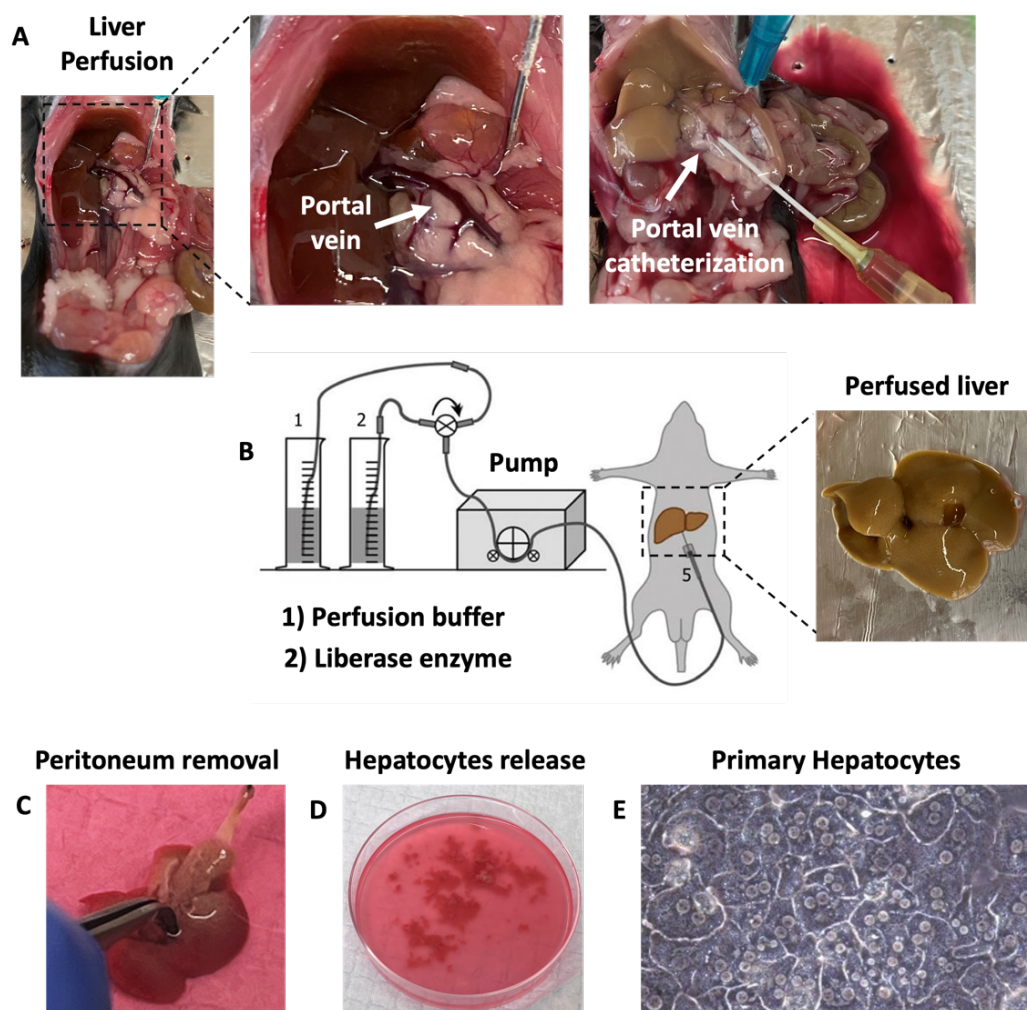 A
Liver
Perfusion
Portal
vein
Portal vein
catheterization
B
1
2
Pump
5
1) Perfusion buffer
2) Liberase enzyme
Perfused liver
Peritoneum removal
C
Hepatocytes release
D
Primary Hepatocytes
E